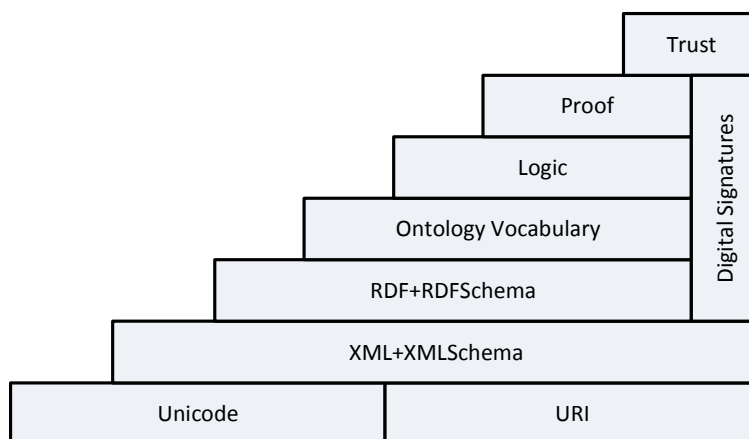 Trust
Proof
Digital Signatures
Logic
Ontology Vocabulary
RDF+RDFSchema
XML+XMLSchema
Unicode
URI